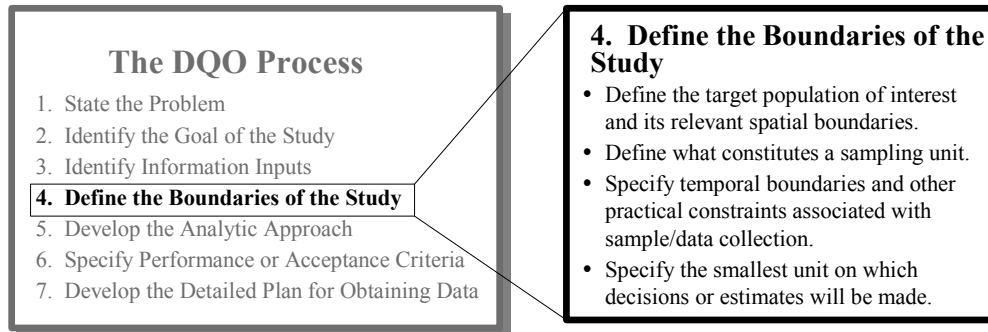 The DQO Process
1. State the Problem
2. Identify the Goal of the Study
3. Identify Information Inputs
4. Define the Boundaries of the Study
5. Develop the Analytic Approach
6. Specify Performance or Acceptance Criteria
7. Develop the Detailed Plan for Obtaining Data
4. Define the Boundaries of the
Study
• Define the target population of interest
and its relevant spatial boundaries.
• Define what constitutes a sampling unit.
• Specify temporal boundaries and other
practical constraints associated with
sample/data collection.
• Specify the smallest unit on which
decisions or estimates will be made.